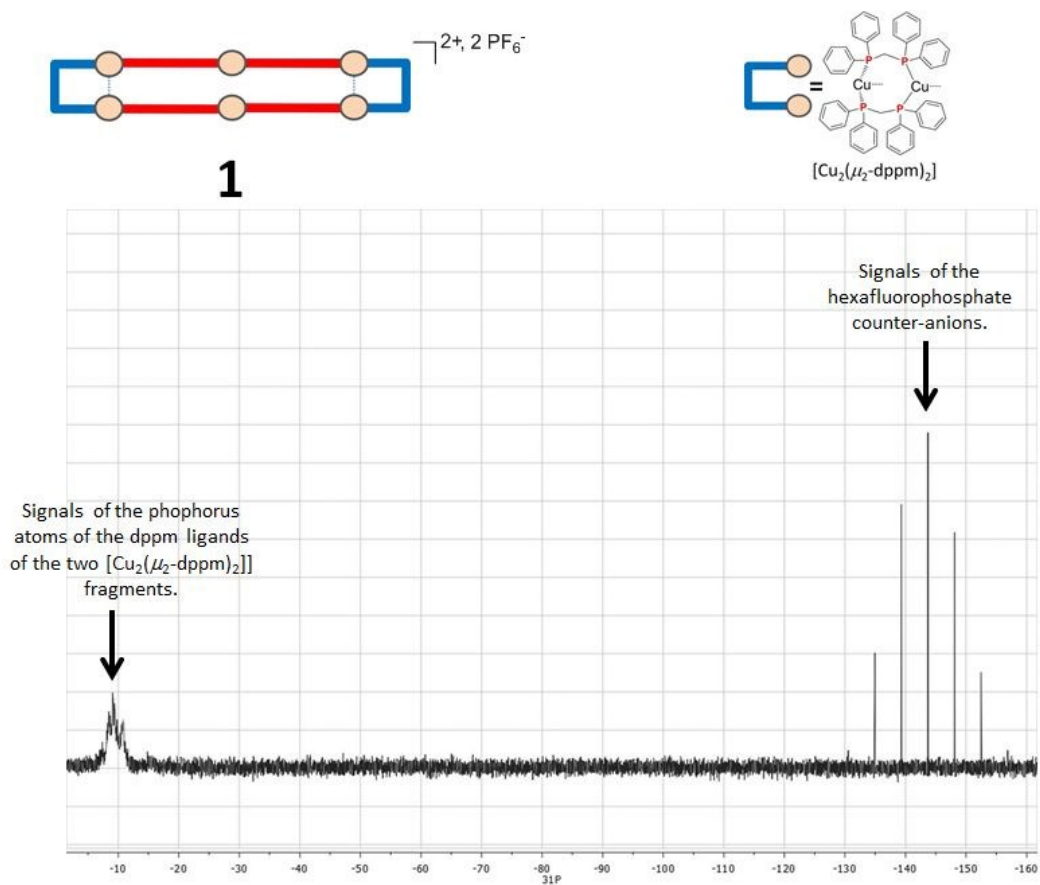 2+, 2 PF6-
1
P P
Cu Cu
P P
=
[Cu2(μ2-dppm)2]
Signals of the
hexafluorophosphate
counter-anions.
Signals of the phophorus
atoms of the dppm ligands
of the two [Cu2(μ2-dppm)2]]
fragments.
-10 -20 -30 -40 -50 -60 -70 -80 -90 -100 -110 -120 -130 -140 -150 -160
31P